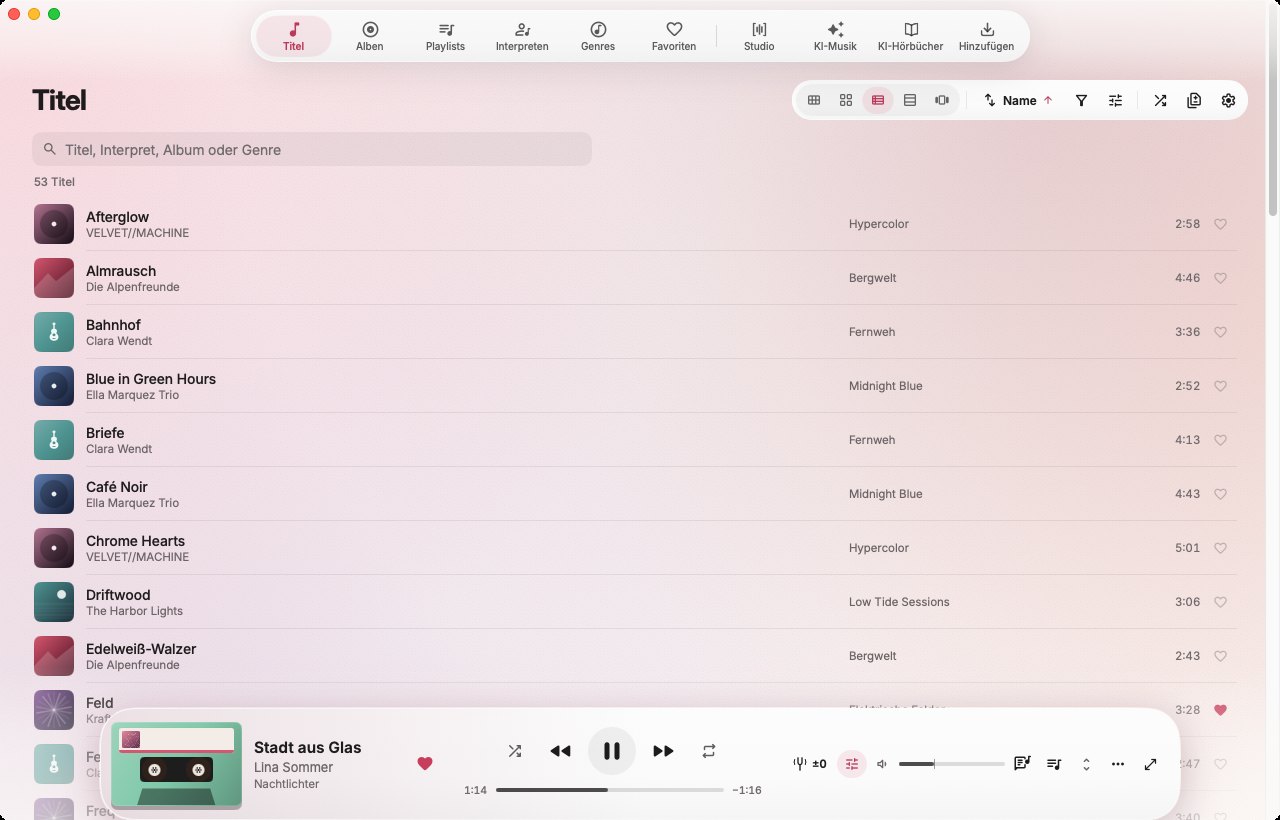 Titel
Alben
Playlists
Interpreten
Genres
Favoriten
Studio
KI-Musik
KI-Hörbücher
Hinzufügen
Titel
Name
Titel, Interpret, Album oder Genre
53 Titel
Afterglow
VELVET//MACHINE
Hypercolor
2:58
Almrausch
Die Alpenfreunde
Bergwelt
4:46
Bahnhof
Clara Wendt
Fernweh
3:36
Blue in Green Hours
Ella Marquez Trio
Midnight Blue
2:52
Briefe
Clara Wendt
Fernweh
4:13
Café Noir
Ella Marquez Trio
Midnight Blue
4:43
Chrome Hearts
VELVET//MACHINE
Hypercolor
5:01
Driftwood
The Harbor Lights
Low Tide Sessions
3:06
Edelweiß-Walzer
Die Alpenfreunde
Bergwelt
2:43
Feld
3:28
:47
3:40
Stadt aus Glas
Lina Sommer
Nachtlichter
1:14
−1:16
±0